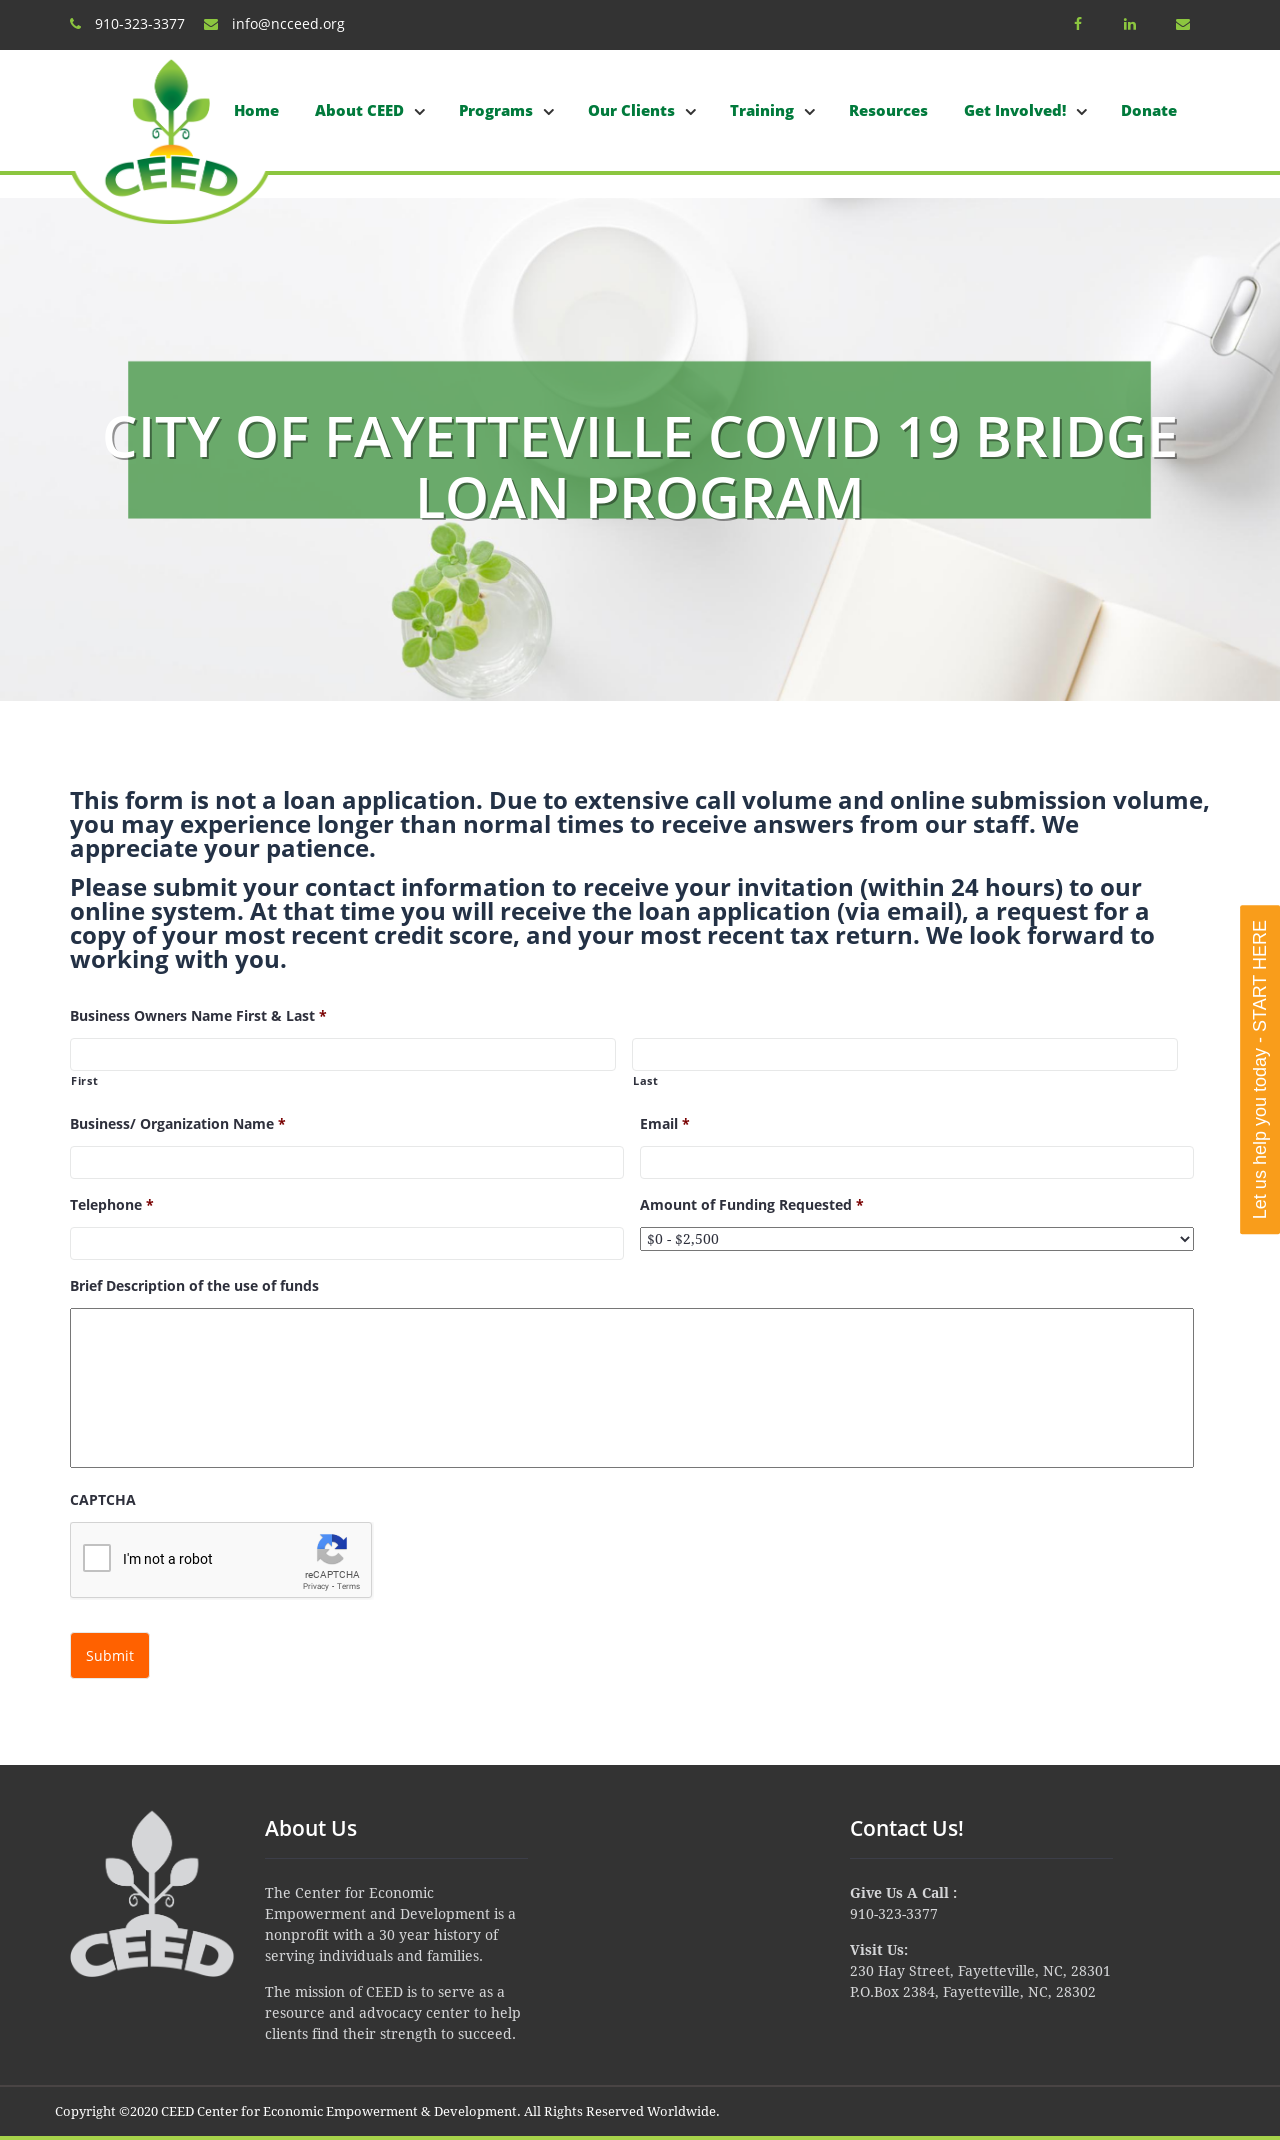 910-323-3377 info@ncceed.org
CEED
Home About CEED Programs Our Clients Training Resources Get Involved! Donate
CITY OF FAYETTEVILLE COVID 19 BRIDGE
LOAN PROGRAM
This form is not a loan application. Due to extensive call volume and online submission volume,
you may experience longer than normal times to receive answers from our staff. We
appreciate your patience.
Please submit your contact information to receive your invitation (within 24 hours) to our
online system. At that time you will receive the loan application (via email), a request for a
copy of your most recent credit score, and your most recent tax return. We look forward to
working with you.
Let us help you today - START HERE
Business Owners Name First & Last *
First Last
Business/ Organization Name * Email *
Telephone * Amount of Funding Requested *
$0 - $2,500
Brief Description of the use of funds
CAPTCHA
I'm not a robot
reCAPTCHA
Privacy - Terms
Submit
CEED
About Us
The Center for Economic
Empowerment and Development is a
nonprofit with a 30 year history of
serving individuals and families.
The mission of CEED is to serve as a
resource and advocacy center to help
clients find their strength to succeed.
Contact Us!
Give Us A Call :
910-323-3377
Visit Us:
230 Hay Street, Fayetteville, NC, 28301
P.O.Box 2384, Fayetteville, NC, 28302
Copyright ©2020 CEED Center for Economic Empowerment & Development. All Rights Reserved Worldwide.